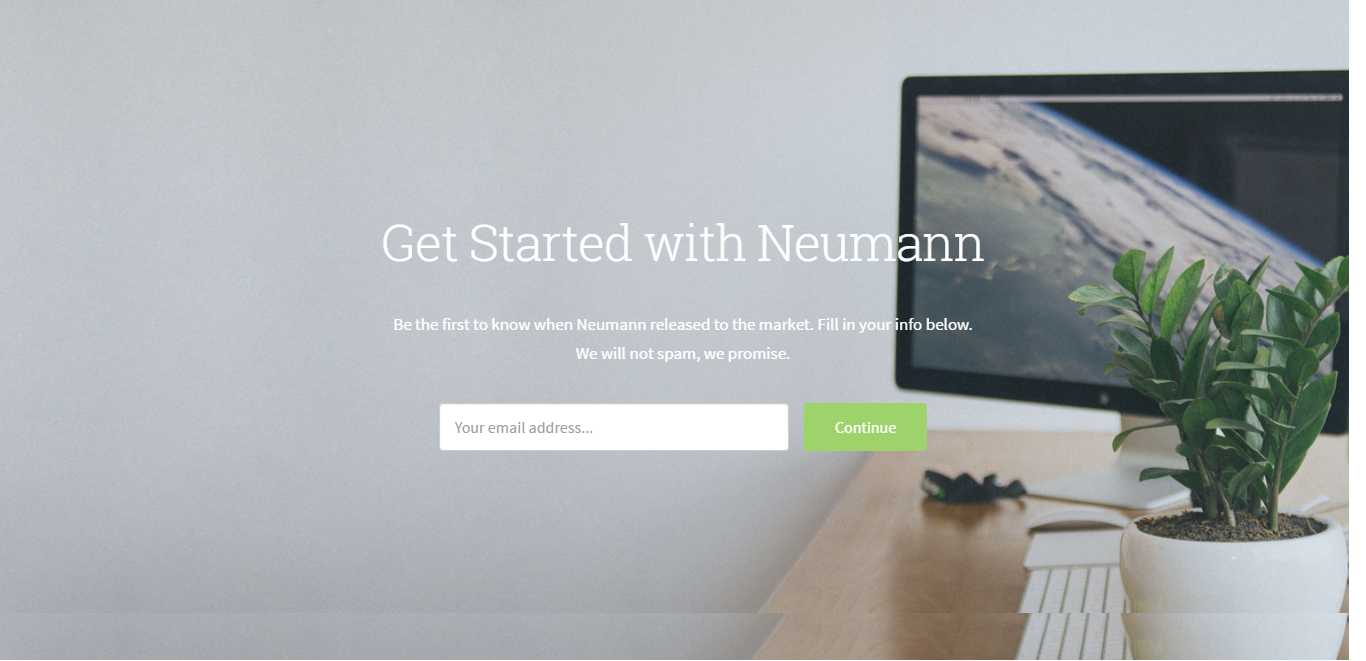 Get Started with Neumann
Be the first to know when Neumann released to the market. Fill in your info below.
We will not spam, we promise.
Your email address...
Continue